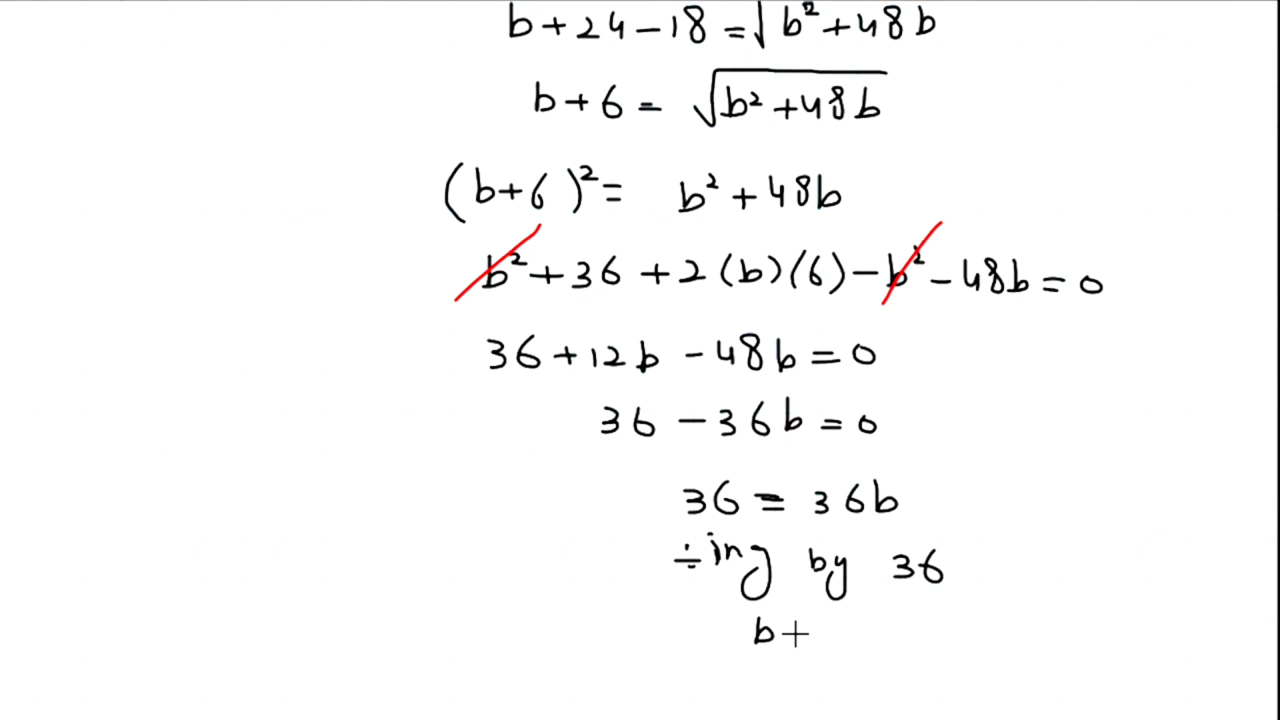 b + 24 - 18 = √b² + 48b
b + 6 = √b² + 48b
(b + 6)² = b² + 48b
b² + 36 + 2(b)(6) - b² - 48b = 0
36 + 12b - 48b = 0
36 - 36b = 0
36 = 36b
÷ing by 36
b +